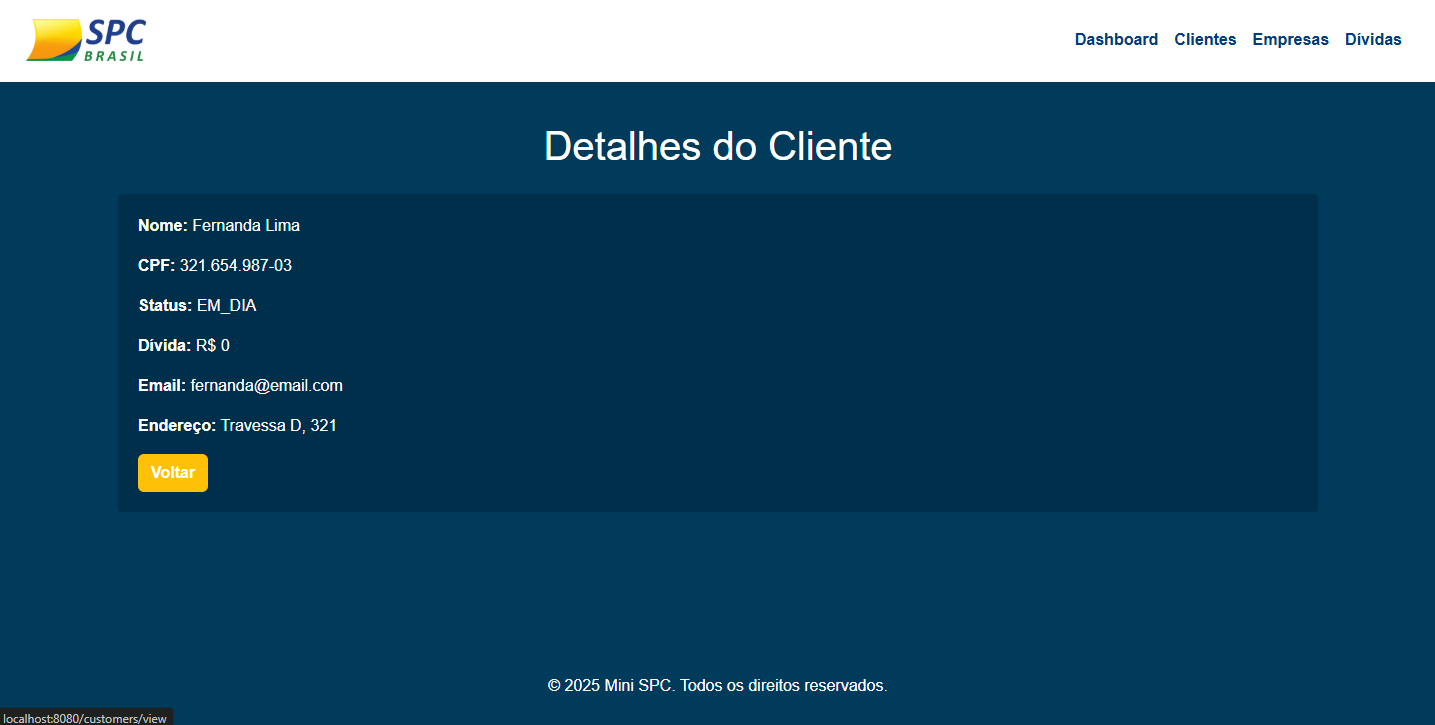 SPC
BRASIL
Dashboard Clientes Empresas Dívidas
Detalhes do Cliente
Nome: Fernanda Lima
CPF: 321.654.987-03
Status: EM_DIA
Dívida: R$ 0
Email: fernanda@email.com
Endereço: Travessa D, 321
Voltar
© 2025 Mini SPC. Todos os direitos reservados.
localhost:8080/customers/view